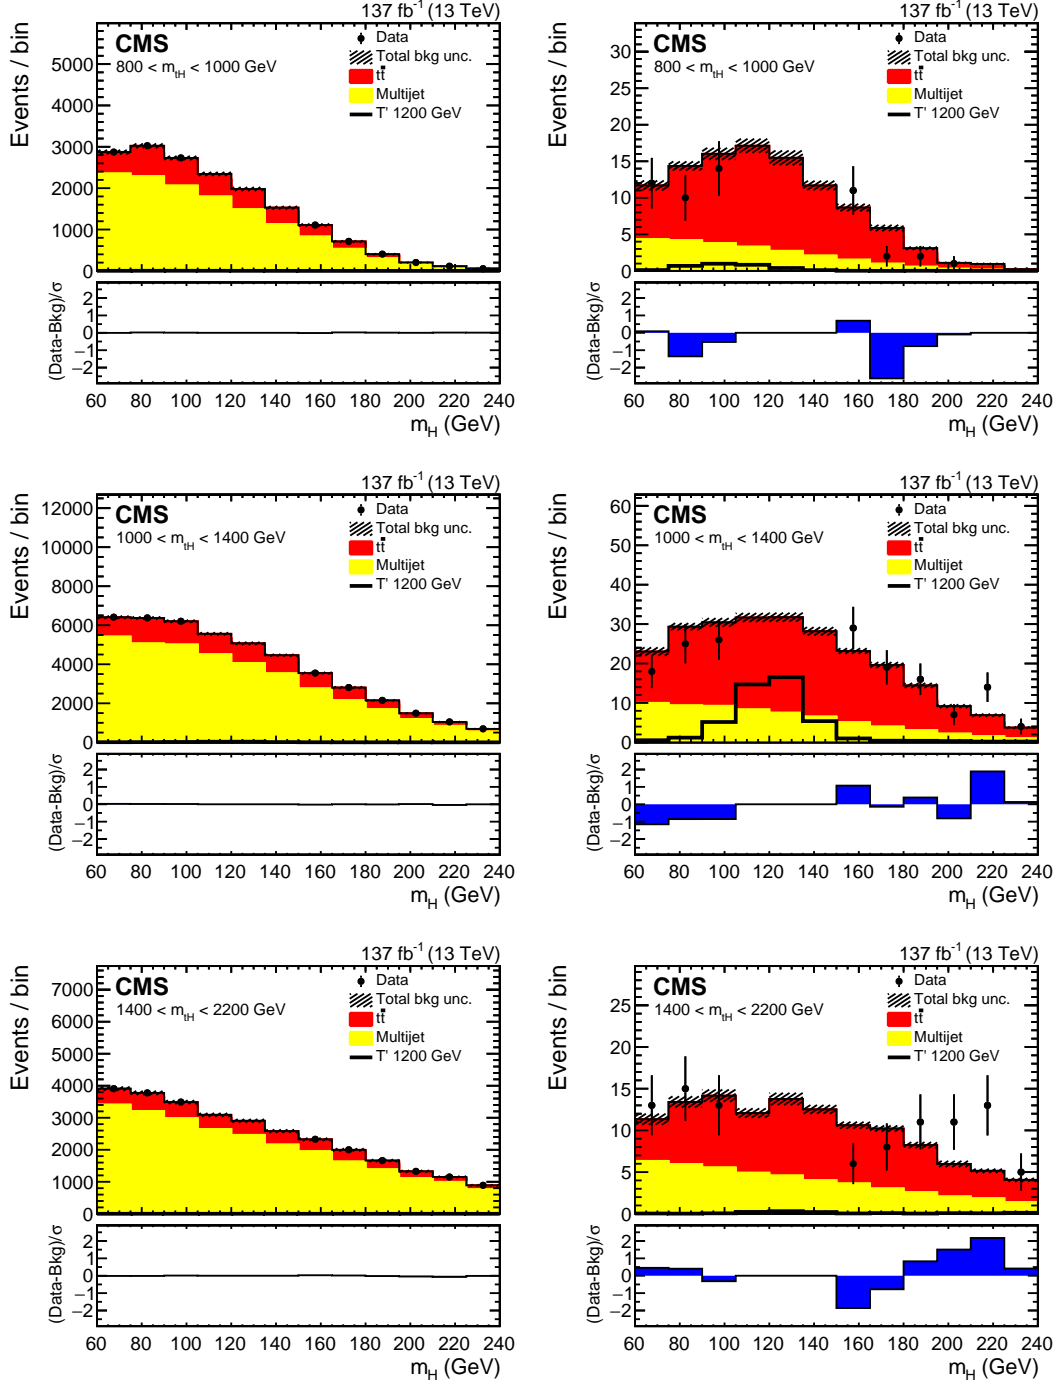 137 fb-1 (13 TeV)
Events / bin
CMS
800 < mtH < 1000 GeV
Data
Total bkg unc.
tt̄
Multijet
T' 1200 GeV
5000
4000
3000
2000
1000
0
(Data-Bkg)/σ
2
1
0
−1
−2
60 80 100 120 140 160 180 200 220 240
mH (GeV)
137 fb-1 (13 TeV)
Events / bin
CMS
800 < mtH < 1000 GeV
Data
Total bkg unc.
tt̄
Multijet
T' 1200 GeV
30
25
20
15
10
5
0
(Data-Bkg)/σ
2
1
0
−1
−2
60 80 100 120 140 160 180 200 220 240
mH (GeV)
137 fb-1 (13 TeV)
Events / bin
CMS
1000 < mtH < 1400 GeV
Data
Total bkg unc.
tt̄
Multijet
T' 1200 GeV
12000
10000
8000
6000
4000
2000
0
(Data-Bkg)/σ
2
1
0
−1
−2
60 80 100 120 140 160 180 200 220 240
mH (GeV)
137 fb-1 (13 TeV)
Events / bin
CMS
1000 < mtH < 1400 GeV
Data
Total bkg unc.
tt̄
Multijet
T' 1200 GeV
60
50
40
30
20
10
0
(Data-Bkg)/σ
2
1
0
−1
−2
60 80 100 120 140 160 180 200 220 240
mH (GeV)
137 fb-1 (13 TeV)
Events / bin
CMS
1400 < mtH < 2200 GeV
Data
Total bkg unc.
tt̄
Multijet
T' 1200 GeV
7000
6000
5000
4000
3000
2000
1000
0
(Data-Bkg)/σ
2
1
0
−1
−2
60 80 100 120 140 160 180 200 220 240
mH (GeV)
137 fb-1 (13 TeV)
Events / bin
CMS
1400 < mtH < 2200 GeV
Data
Total bkg unc.
tt̄
Multijet
T' 1200 GeV
25
20
15
10
5
0
(Data-Bkg)/σ
2
1
0
−1
−2
60 80 100 120 140 160 180 200 220 240
mH (GeV)